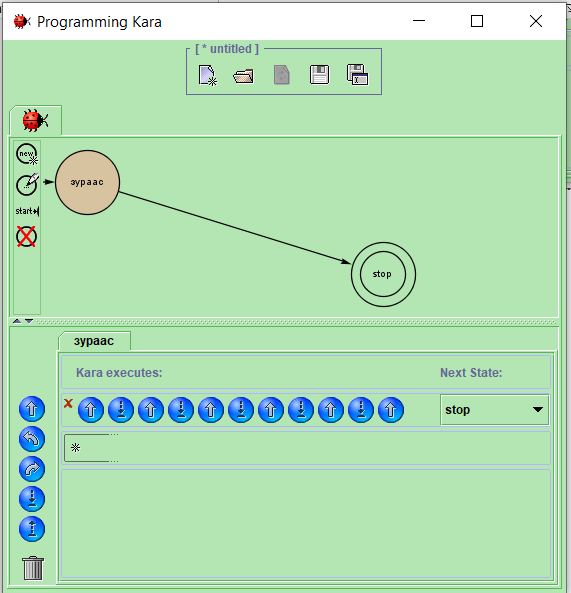 Programming Kara
[ * untitled ]
new
start
зураас
stop
зураас
Kara executes:
Next State:
stop